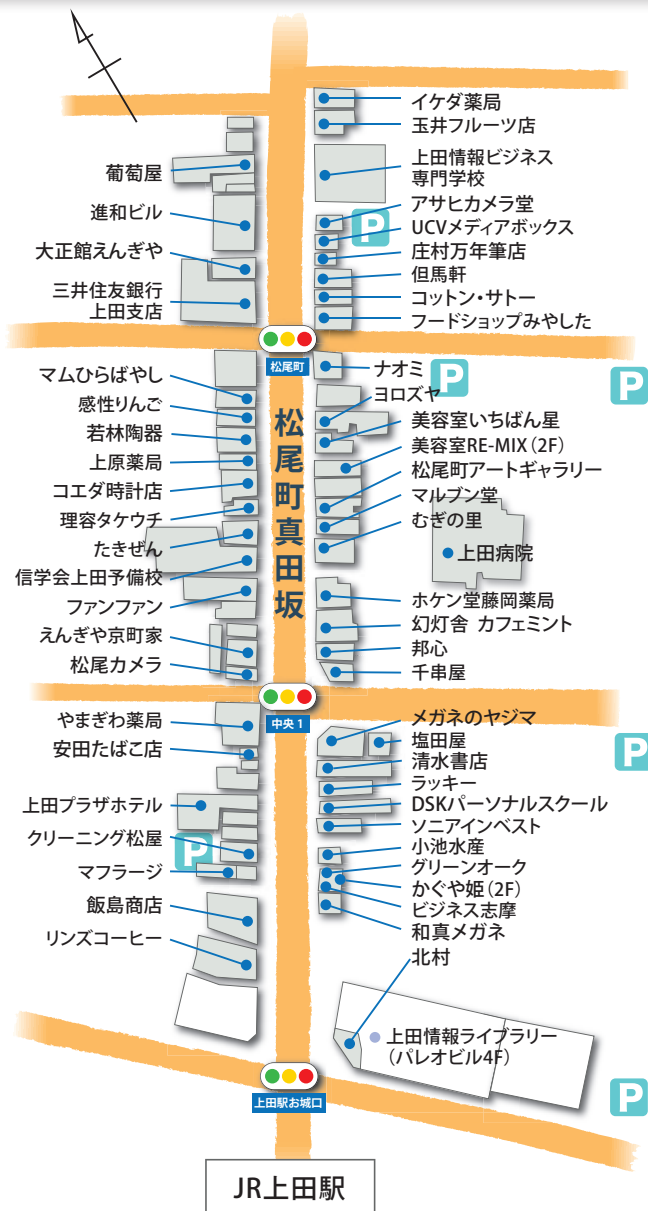 イケダ薬局
玉井フルーツ店
上田情報ビジネス
専門学校
アサヒカメラ堂
P
UCVメディアボックス
庄村万年筆店
但馬軒
コットン・サトー
フードショップみやした
葡萄屋
進和ビル
大正館えんぎや
三井住友銀行
上田支店
松尾町
ナオミ
P
P
ヨロズヤ
美容室いちばん星
美容室RE-MIX(2F)
松尾町アートギャラリー
マルブン堂
むぎの里
上田病院
ホケン堂藤岡薬局
幻灯舎 カフェミント
邦心
千串屋
松尾町真田坂
マムひらばやし
感性りんご
若林陶器
上原薬局
コエダ時計店
理容タケウチ
たきぜん
信学会上田予備校
ファンファン
えんぎや京町家
松尾カメラ
中央1
やまぎわ薬局
安田たばこ店
上田プラザホテル
クリーニング松屋
P
マフラージ
飯島商店
リンズコーヒー
メガネのヤジマ
塩田屋
P
清水書店
ラッキー
DSKパーソナルスクール
ソニアインベスト
小池水産
グリーンオーク
かぐや姫(2F)
ビジネス志摩
和真メガネ
北村
上田情報ライブラリー
(パレオビル4F)
P
上田駅お城口
JR上田駅